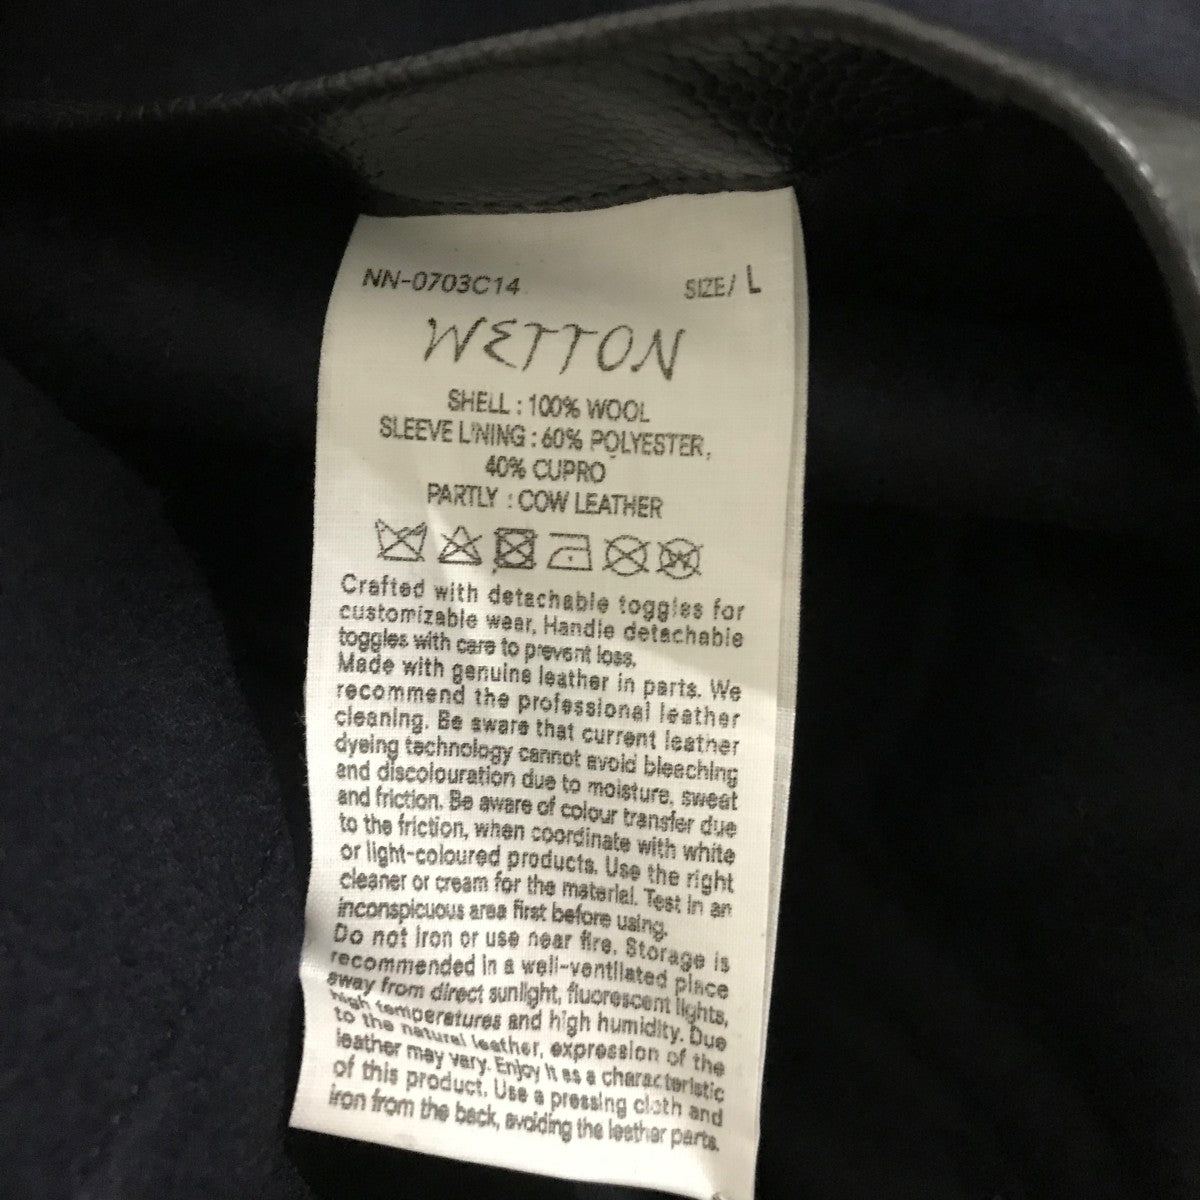 NN-0703C14 SIZE/ L
WETTON
SHELL : 100% WOOL
SLEEVE LINING : 60% POLYESTER,
40% CUPRO
PARTLY : COW LEATHER
Crafted with detachable toggles for
customizable wear, Handle detachable
toggles with care to prevent loss.
Made with genuine leather in parts. We
recommend the professional leather
cleaning. Be aware that current leather
dyeing technology cannot avoid bleeching
and discolouration due to moisture, sweat
and friction. Be aware of colour transfer due
to the friction, when coordinate with white
or light-coloured products. Use the right
cleaner or cream for the material. Test in an
inconspicuous area first before using.
Do not iron or use near fire. Storage is
recommended in a well-ventilated place
away from direct sunlight, fluorescent lights,
high temperatures and high humidity. Due
to the natural leather, expression of the
leather may vary. Enjoy it as a characteristic
of this product. Use a pressing cloth and
iron from the back, avoiding the leather parts.